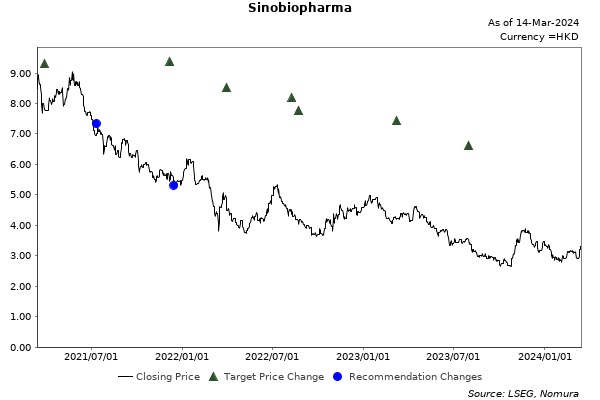 Sinobiopharma
As of 14-Mar-2024
Currency =HKD
9.00
8.00
7.00
6.00
5.00
4.00
3.00
2.00
1.00
0.00
2021/07/01 2022/01/01 2022/07/01 2023/01/01 2023/07/01 2024/01/01
Closing Price Target Price Change Recommendation Changes
Source: LSEG, Nomura